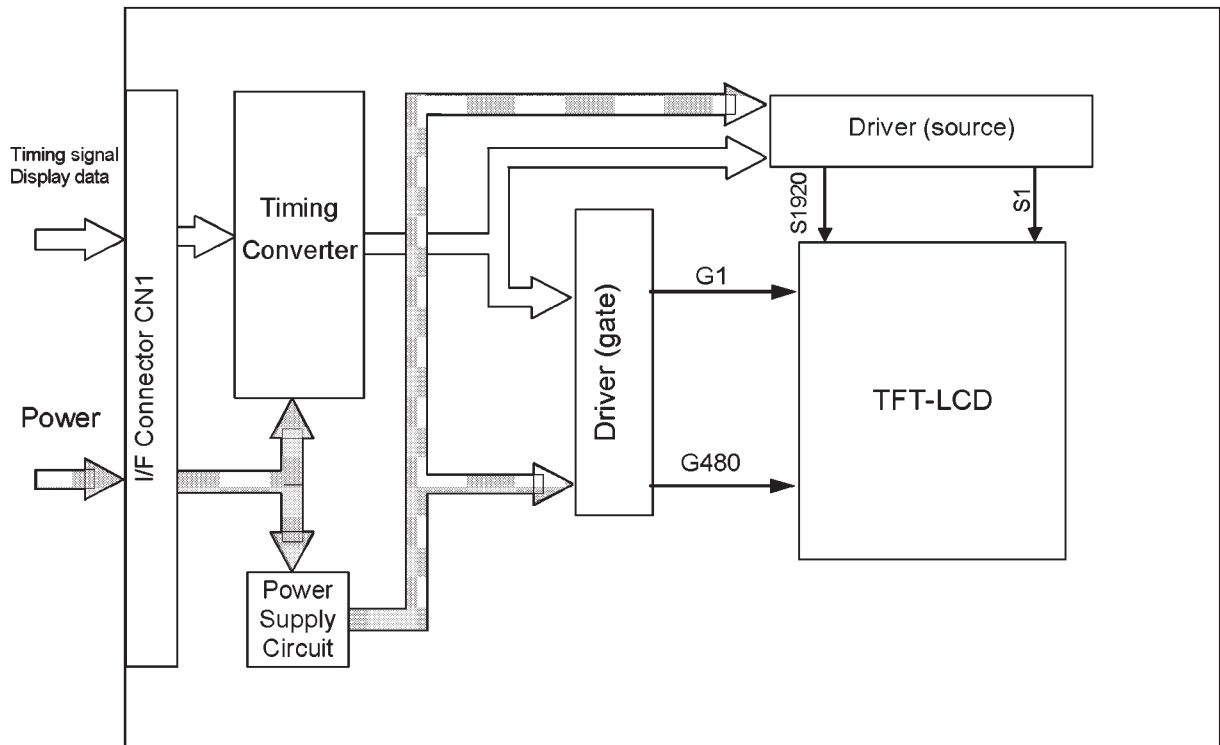 Timing signal
Display data
Power
I/F Connector CN1
Timing
Converter
Power
Supply
Circuit
Driver (gate)
Driver (source)
S1920
S1
G1
G480
TFT-LCD